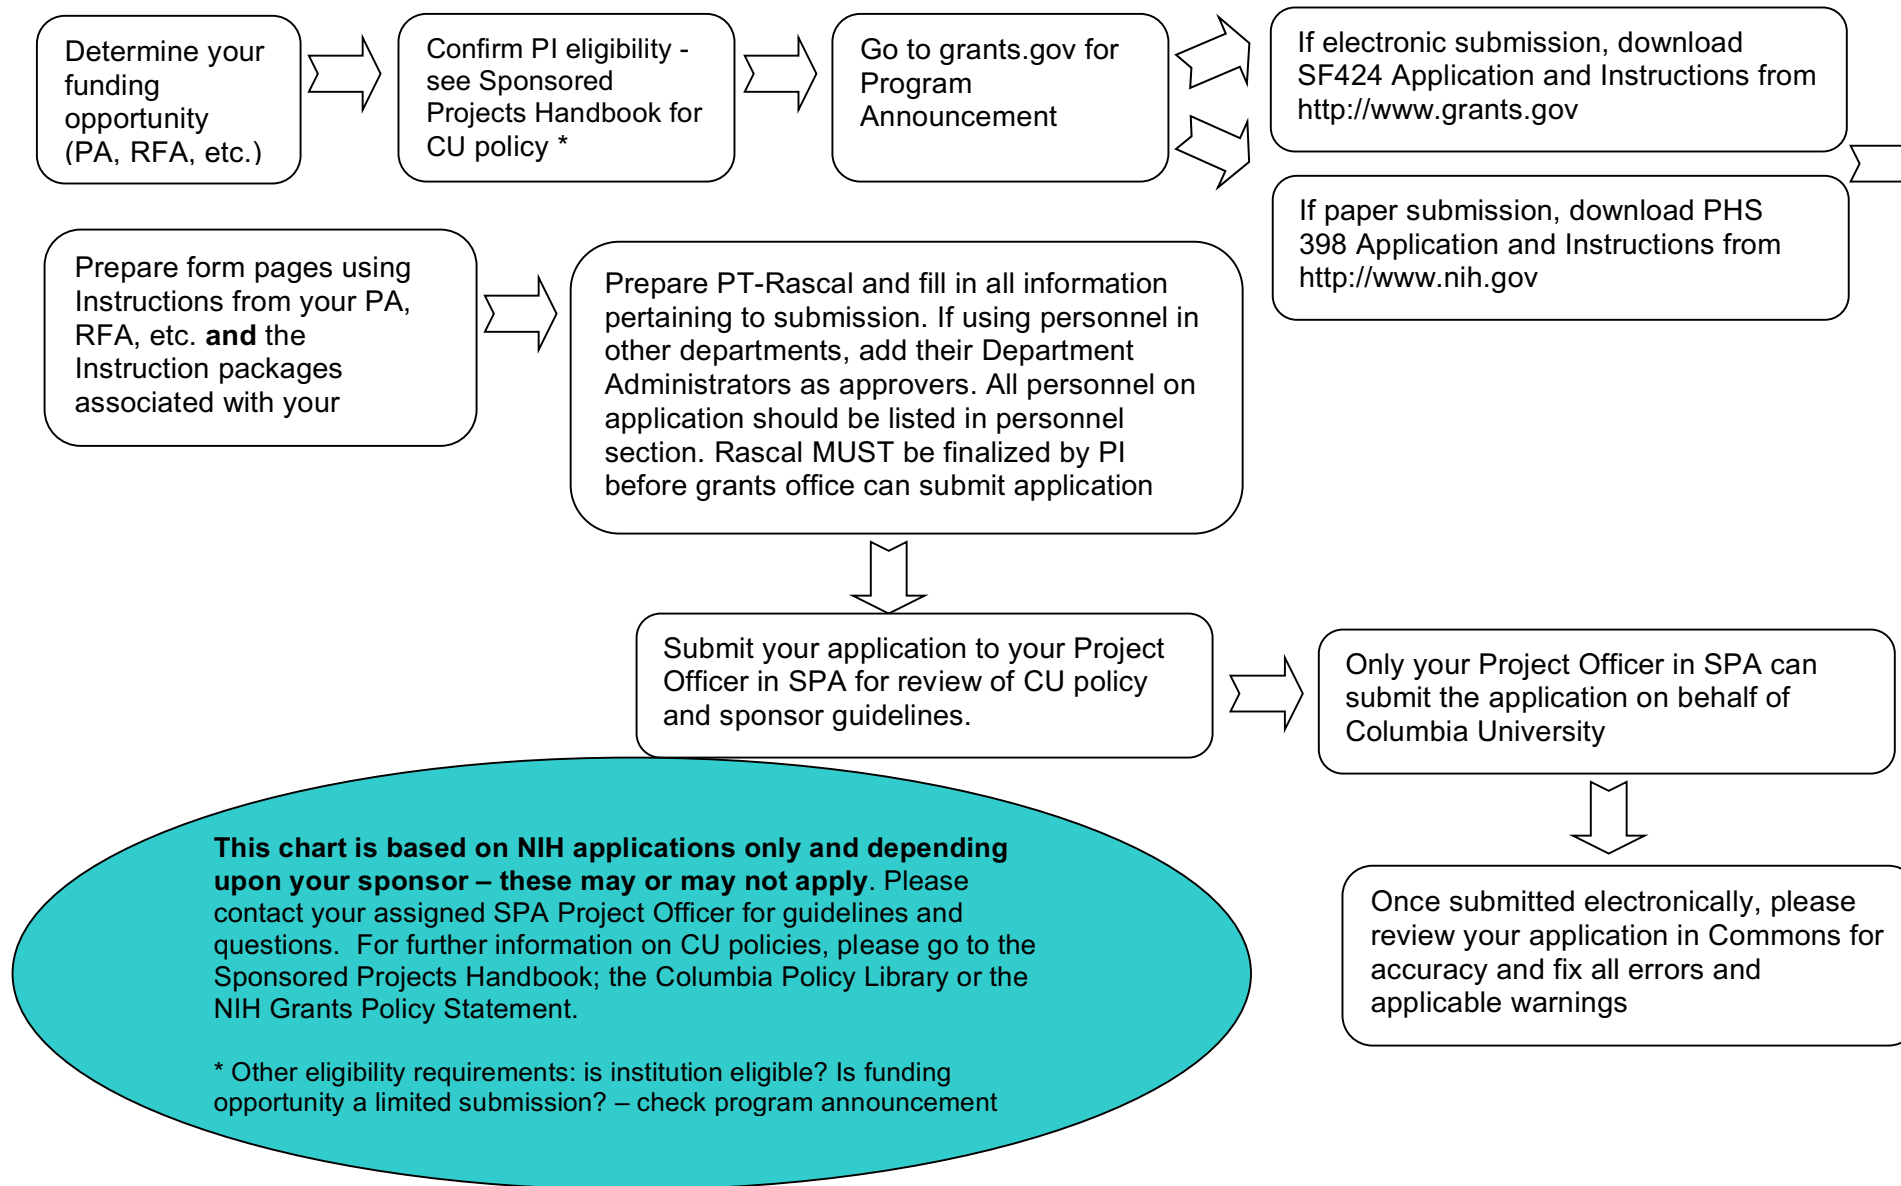 Determine your
funding
opportunity
(PA, RFA, etc.)
Confirm PI eligibility -
see Sponsored
Projects Handbook for
CU policy *
Go to grants.gov for
Program
Announcement
If electronic submission, download
SF424 Application and Instructions from
http://www.grants.gov
If paper submission, download PHS
398 Application and Instructions from
http://www.nih.gov
Prepare form pages using
Instructions from your PA,
RFA, etc. and the
Instruction packages
associated with your
Prepare PT-Rascal and fill in all information
pertaining to submission. If using personnel in
other departments, add their Department
Administrators as approvers. All personnel on
application should be listed in personnel
section. Rascal MUST be finalized by PI
before grants office can submit application
Submit your application to your Project
Officer in SPA for review of CU policy
and sponsor guidelines.
Only your Project Officer in SPA can
submit the application on behalf of
Columbia University
Once submitted electronically, please
review your application in Commons for
accuracy and fix all errors and
applicable warnings
This chart is based on NIH applications only and depending
upon your sponsor – these may or may not apply. Please
contact your assigned SPA Project Officer for guidelines and
questions.  For further information on CU policies, please go to the
Sponsored Projects Handbook; the Columbia Policy Library or the
NIH Grants Policy Statement.
* Other eligibility requirements: is institution eligible? Is funding
opportunity a limited submission? – check program announcement